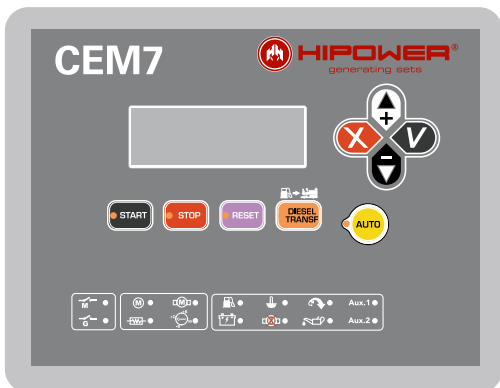 CEM7
HIPOWER®
generating sets
+
X
V
−
START
STOP
RESET
DIESEL
TRANSF
AUTO
M
M
M
Aux.1
G
Aux.2